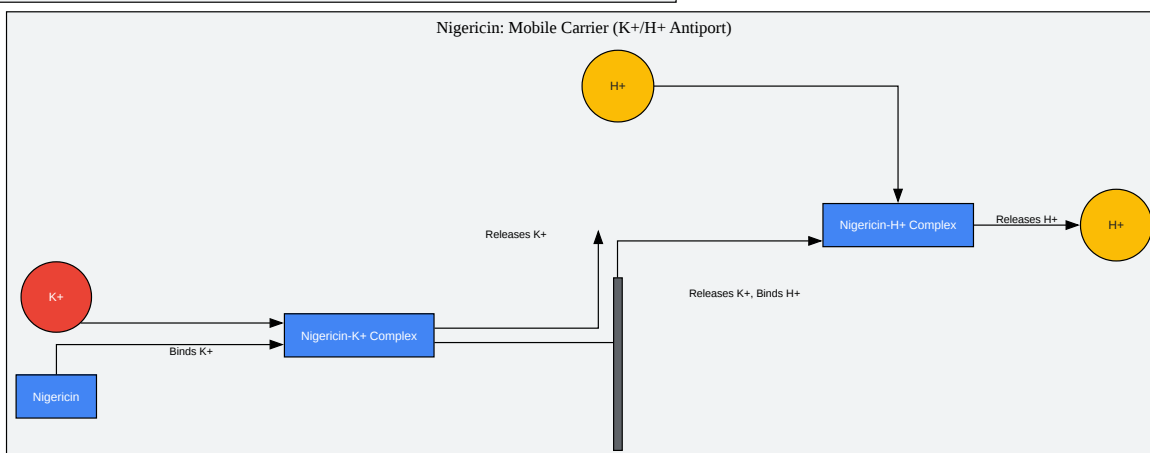 Nigericin: Mobile Carrier (K+/H+ Antiport)
H+
Nigericin-H+ Complex
Releases H+
H+
Releases K+
Releases K+, Binds H+
K+
Nigericin-K+ Complex
Binds K+
Nigericin